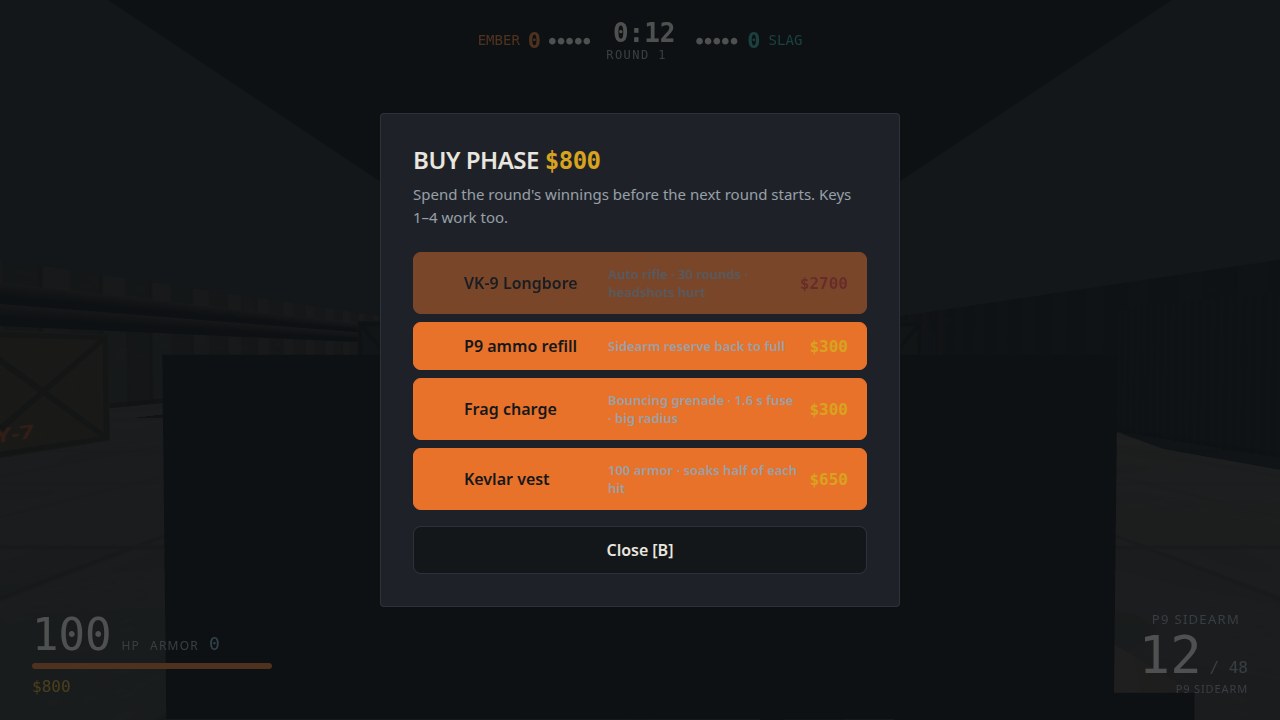 EMBER 0 ●●●●● 0:12 ●●●●● 0 SLAG
ROUND 1
BUY PHASE $800
Spend the round's winnings before the next round starts. Keys
1–4 work too.
VK-9 Longbore
Auto rifle · 30 rounds
headshots hurt
$2700
P9 ammo refill
Sidearm reserve back to full
$300
Frag charge
Bouncing grenade · 1.6 s fuse
· big radius
$300
Kevlar vest
100 armor · soaks half of each
hit
$650
Close [B]
Y-7
100 HP ARMOR 0
$800
P9 SIDEARM
12 / 48
P9 SIDEARM